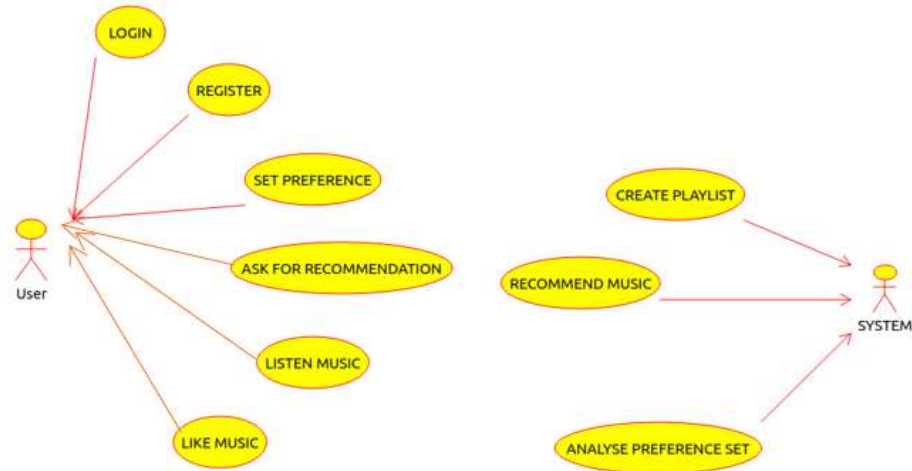 LOGIN
REGISTER
SET PREFERENCE
CREATE PLAYLIST
ASK FOR RECOMMENDATION
RECOMMEND MUSIC
User
SYSTEM
LISTEN MUSIC
LIKE MUSIC
ANALYSE PREFERENCE SET